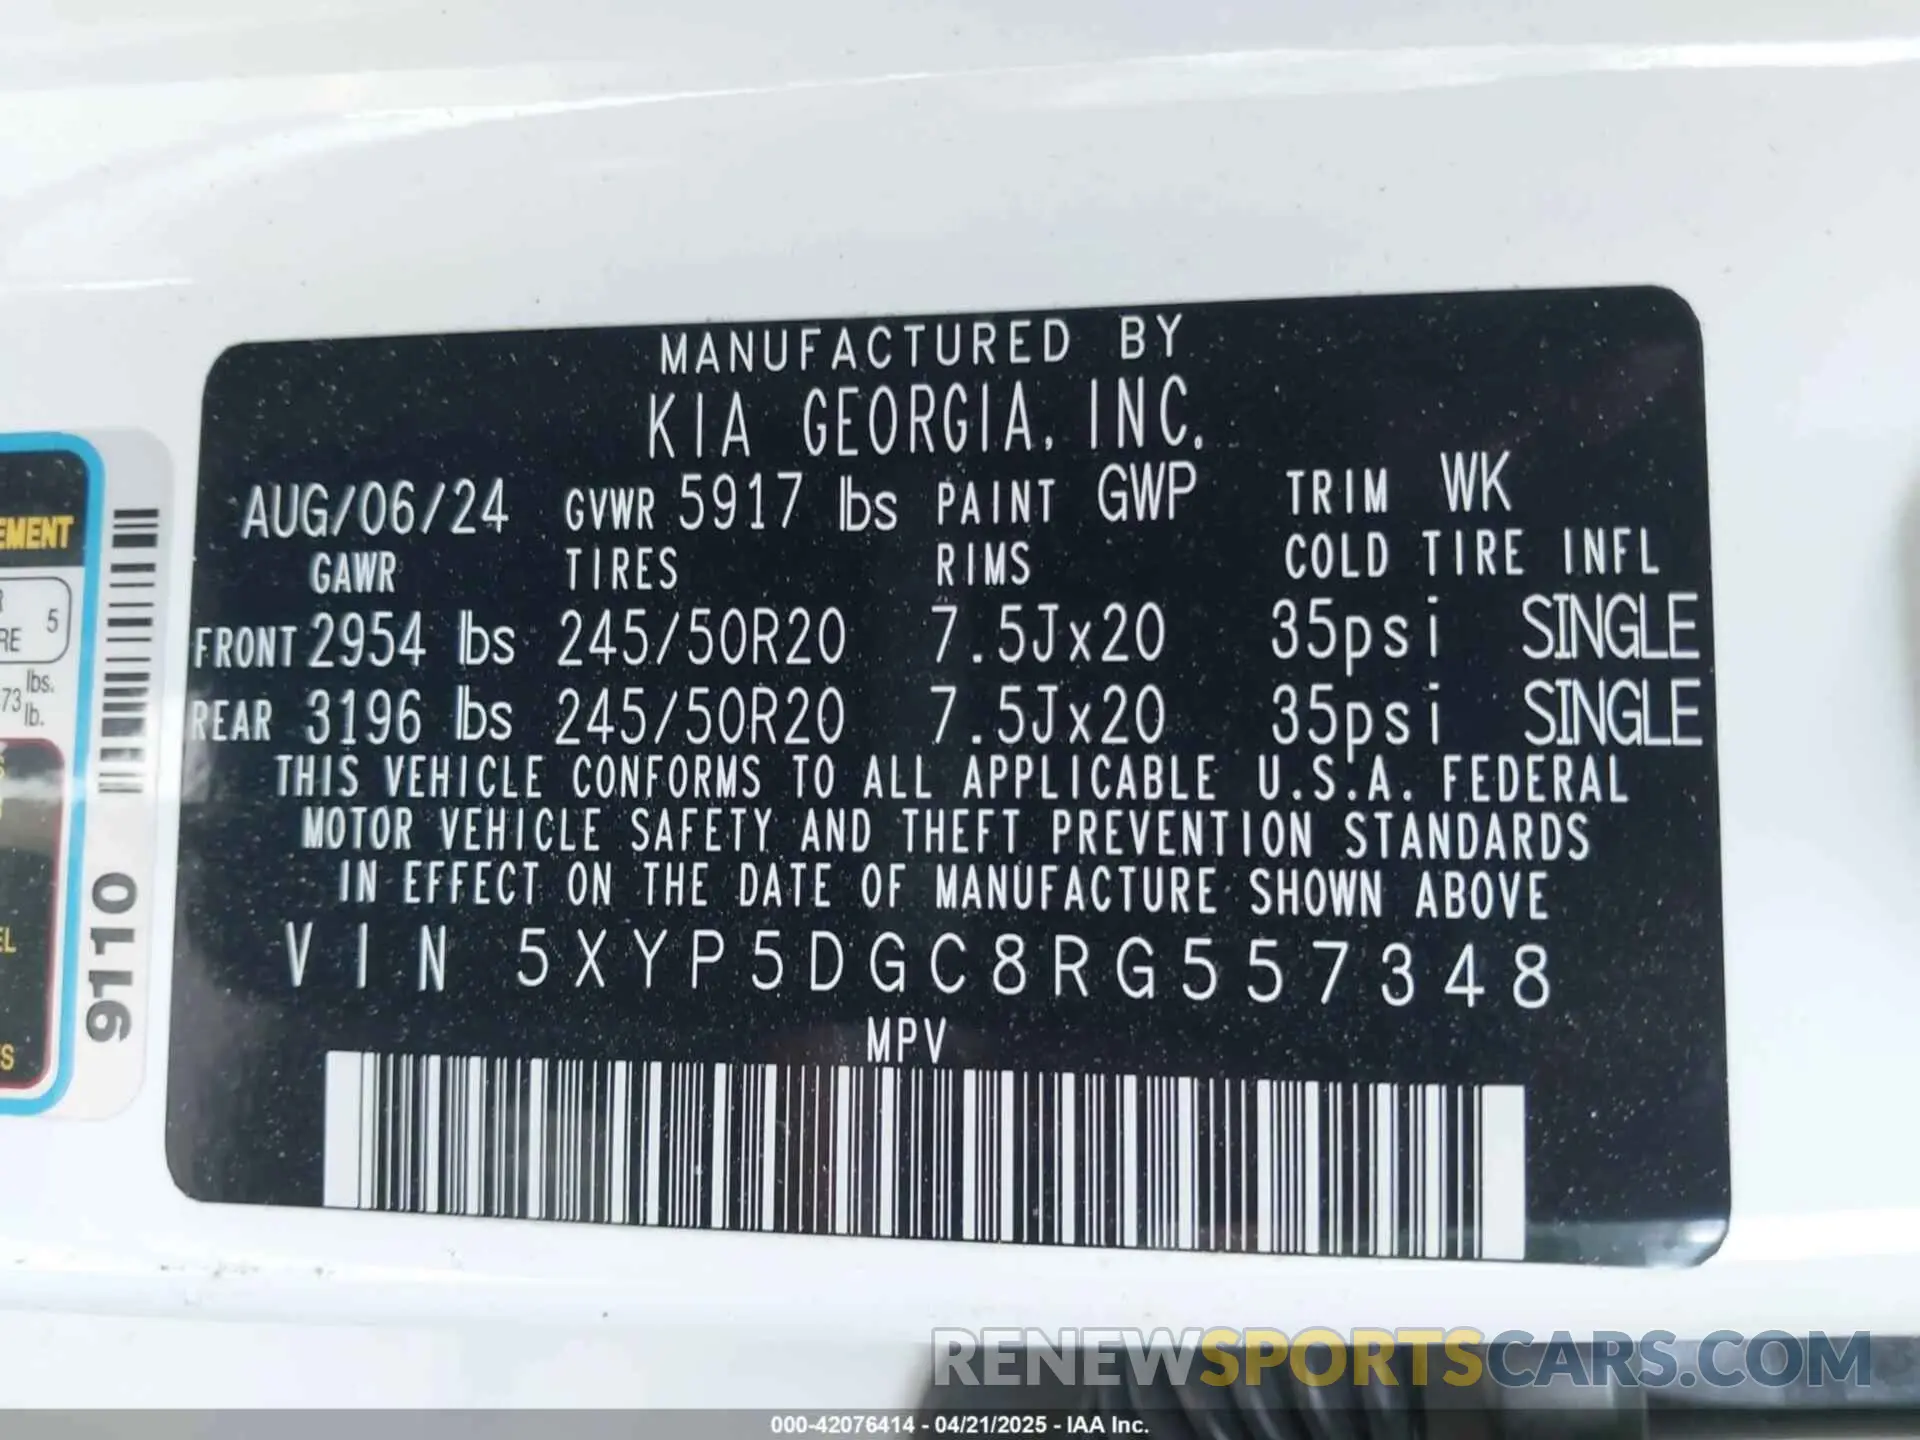 MANUFACTURED BY
KIA GEORGIA, INC.
AUG/06/24 GVWR 5917 lbs PAINT GWP TRIM WK
GAWR TIRES RIMS COLD TIRE INFL
FRONT 2954 lbs 245/50R20 7.5Jx20 35psi SINGLE
REAR 3196 lbs 245/50R20 7.5Jx20 35psi SINGLE
THIS VEHICLE CONFORMS TO ALL APPLICABLE U.S.A. FEDERAL
MOTOR VEHICLE SAFETY AND THEFT PREVENTION STANDARDS
IN EFFECT ON THE DATE OF MANUFACTURE SHOWN ABOVE
VIN 5XYP5DGC8RG557348
MPV
9110
5
lbs.
lb.
RENEWSPORTSCARS.COM
000-42076414 - 04/21/2025 - IAA Inc.